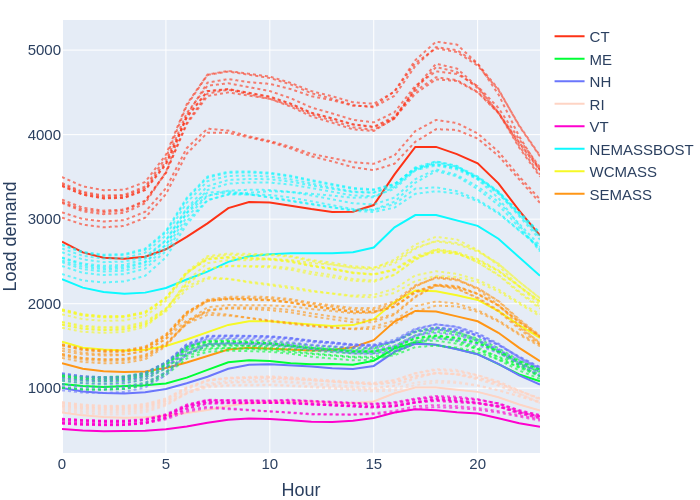 5000
4000
3000
2000
1000
0
5
10
15
20
Hour
Load demand
CT
ME
NH
RI
VT
NEMASSBOST
WCMASS
SEMASS